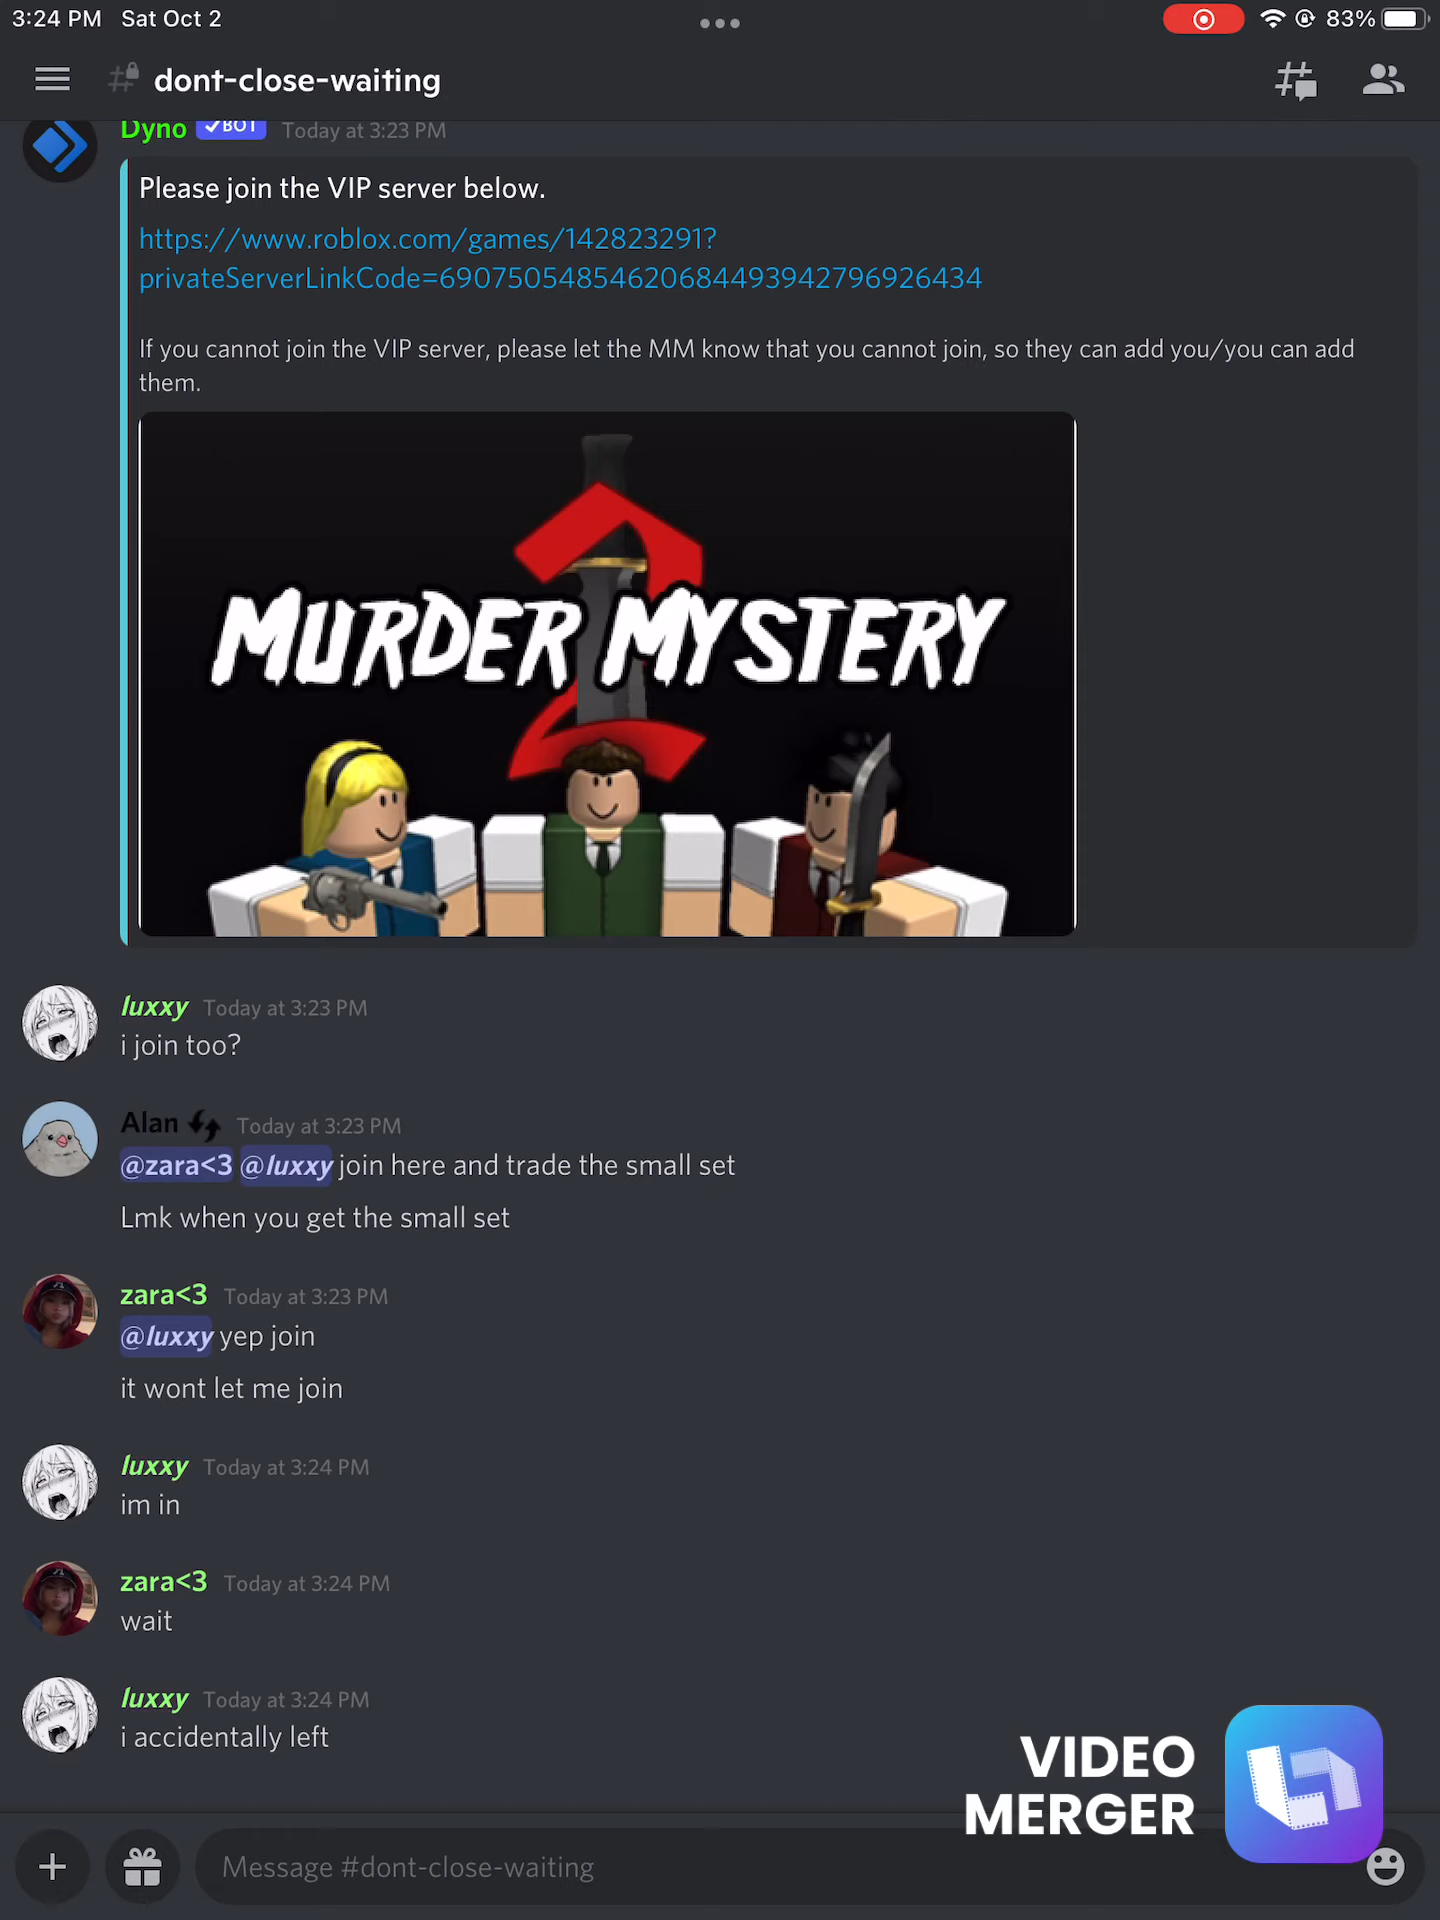 3:24 PM Sat Oct 2
83%
dont-close-waiting
Dyno ✓BOT Today at 3:23 PM
Please join the VIP server below.
https://www.roblox.com/games/142823291?
privateServerLinkCode=69075054854620684493942796926434
If you cannot join the VIP server, please let the MM know that you cannot join, so they can add you/you can add
them.
2
MURDER MYSTERY
luxxy Today at 3:23 PM
i join too?
Alan Today at 3:23 PM
@zara<3 @luxxy join here and trade the small set
Lmk when you get the small set
zara<3 Today at 3:23 PM
@luxxy yep join
it wont let me join
luxxy Today at 3:24 PM
im in
zara<3 Today at 3:24 PM
wait
luxxy Today at 3:24 PM
i accidentally left
VIDEO
MERGER
Message #dont-close-waiting